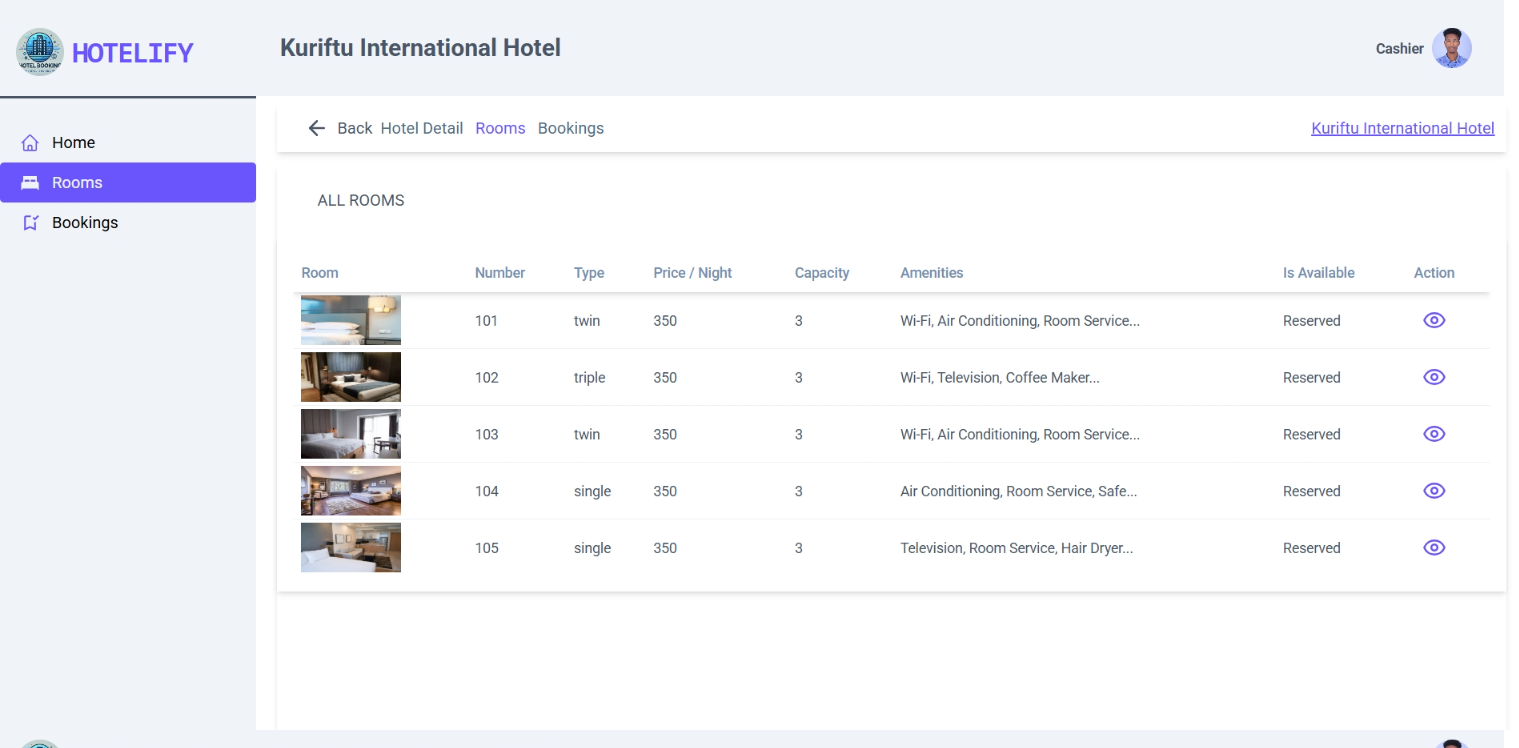 HOTELIFY
Kuriftu International Hotel
Cashier
Home
Rooms
Bookings
Back Hotel Detail Rooms Bookings
Kuriftu International Hotel
ALL ROOMS
Room Number Type Price / Night Capacity Amenities Is Available Action
101 twin 350 3 Wi-Fi, Air Conditioning, Room Service... Reserved
102 triple 350 3 Wi-Fi, Television, Coffee Maker... Reserved
103 twin 350 3 Wi-Fi, Air Conditioning, Room Service... Reserved
104 single 350 3 Air Conditioning, Room Service, Safe... Reserved
105 single 350 3 Television, Room Service, Hair Dryer... Reserved